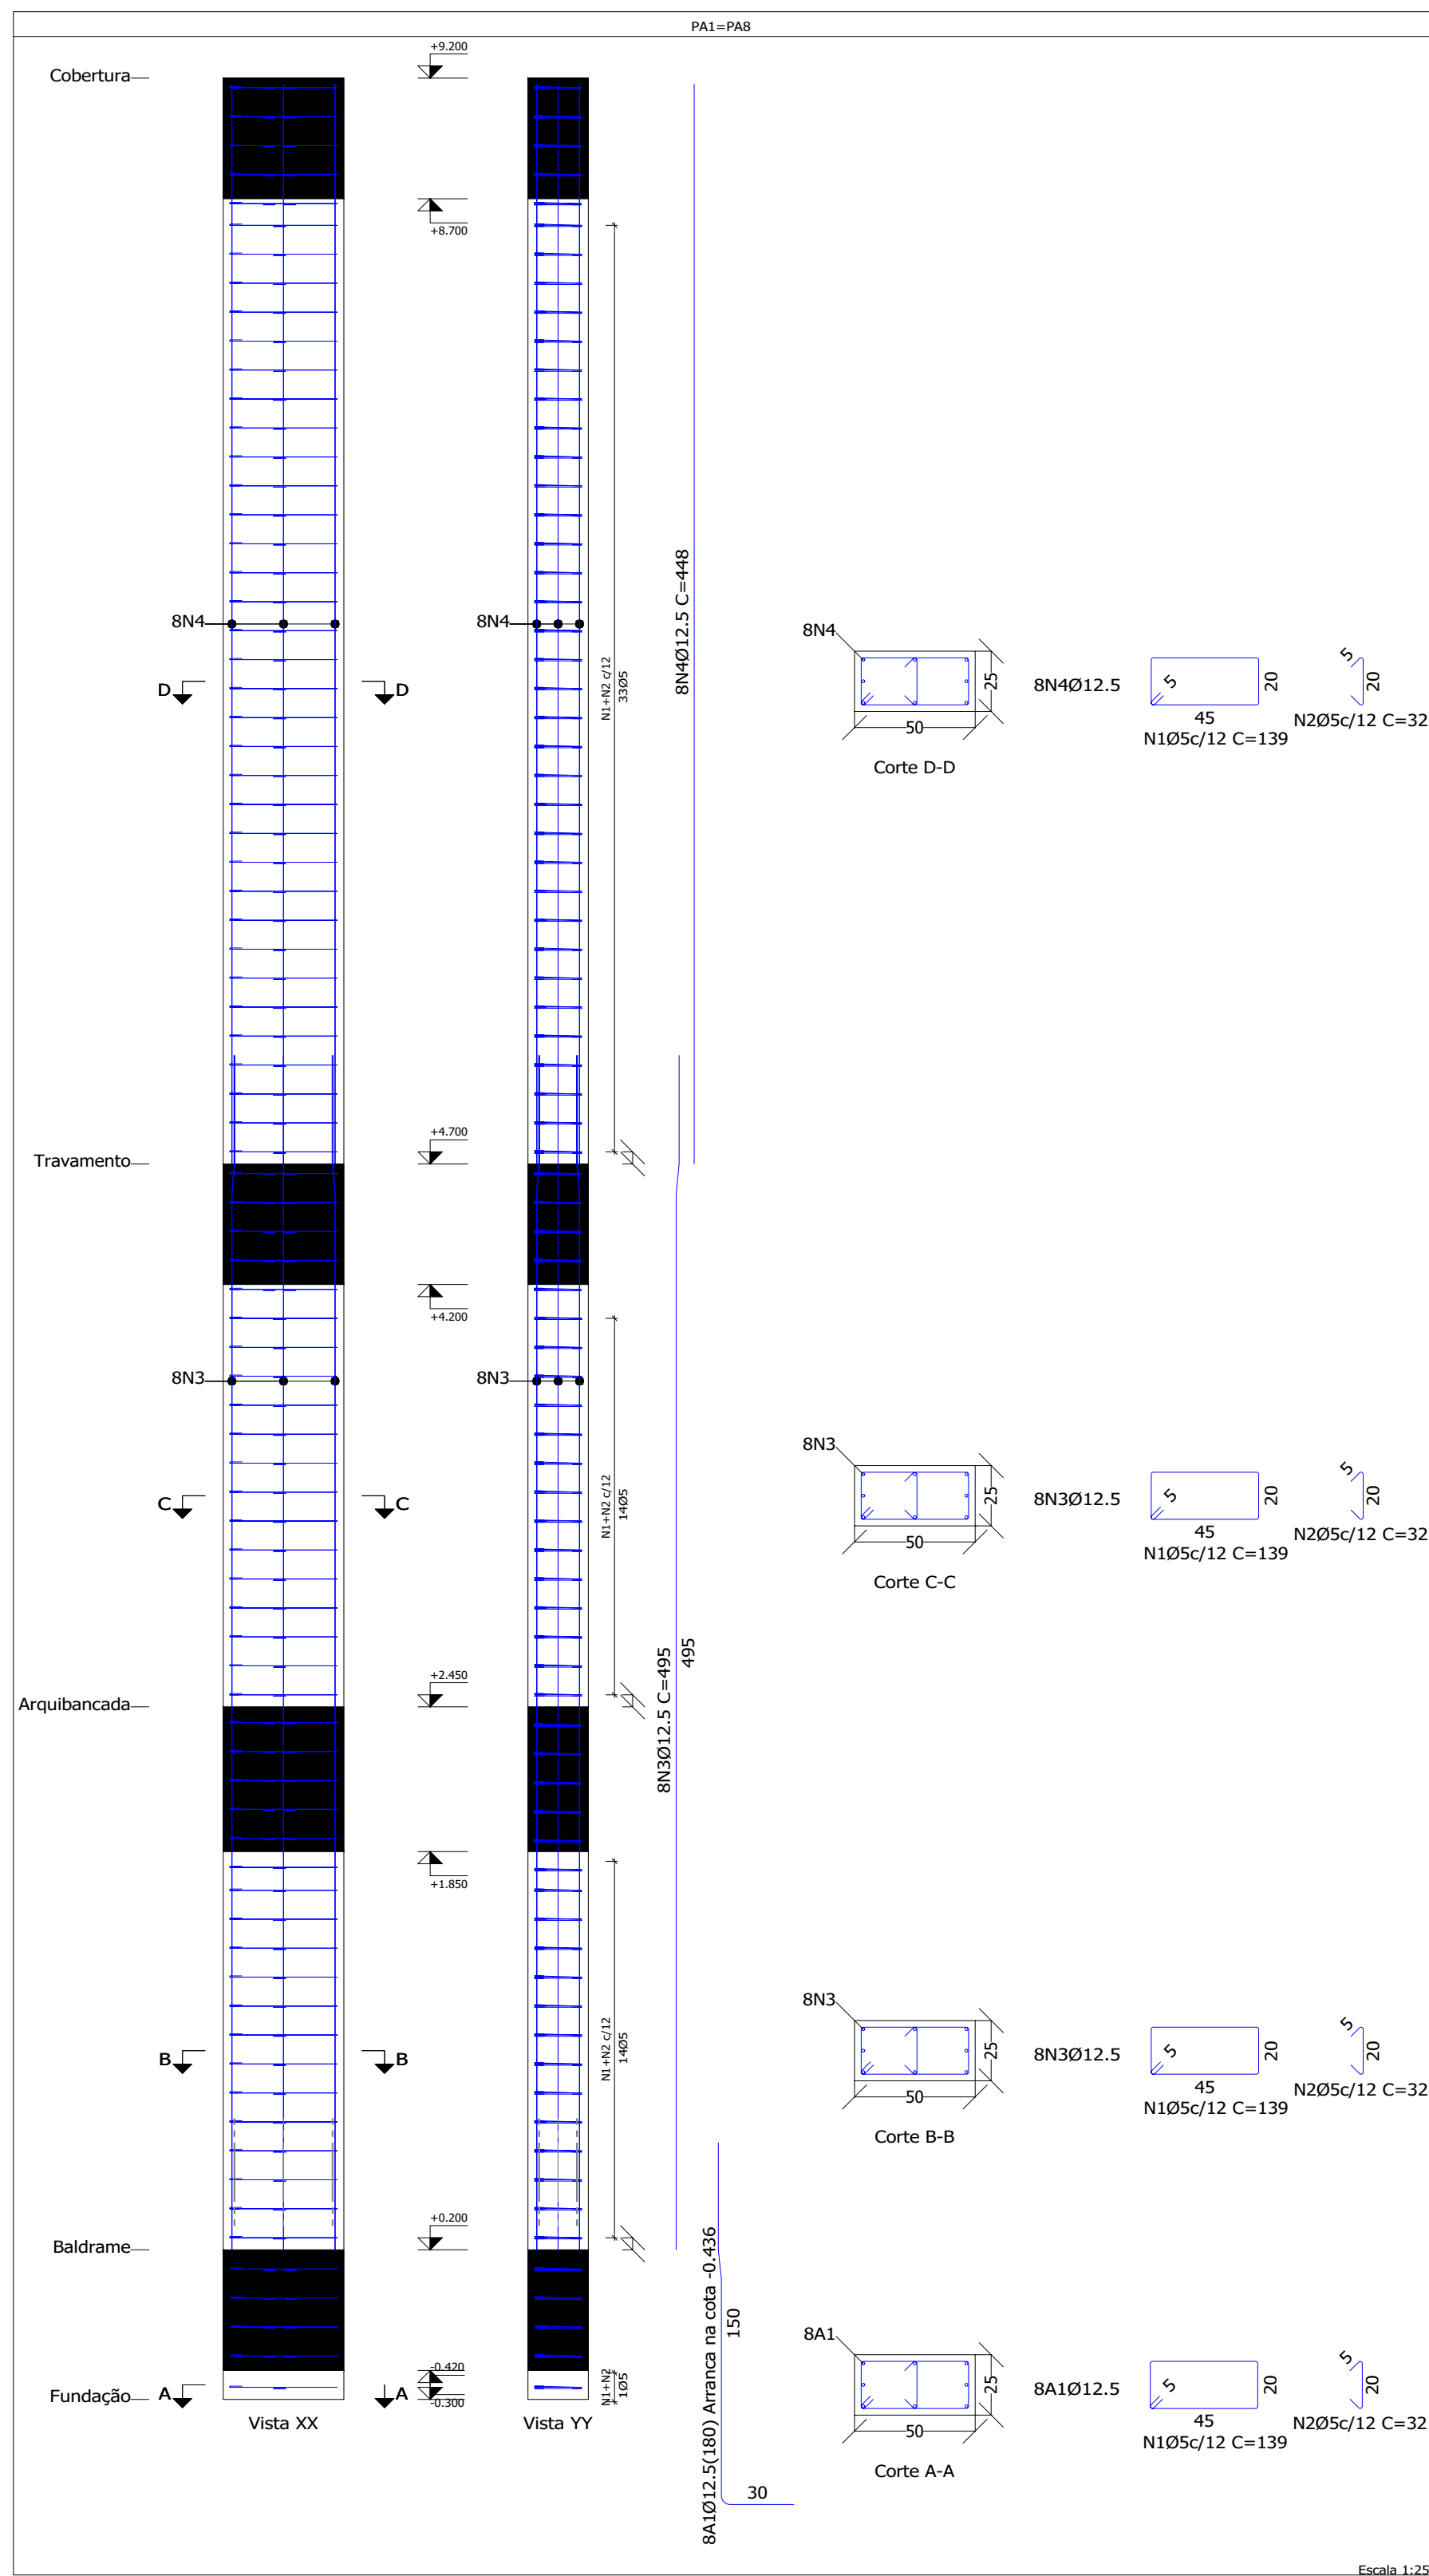 PA1=PA8
+9.200
Cobertura
+8.700
8N4
8N4
D
D
N1+N2 c/12
33Ø5
8N4Ø12.5 C=448
8N4
25
50
Corte D-D
8N4Ø12.5
5
20
45
N1Ø5c/12 C=139
5
20
N2Ø5c/12 C=32
+4.700
Travamento
+4.200
8N3
8N3
C
C
N1+N2 c/12
14Ø5
8N3
25
50
Corte C-C
8N3Ø12.5
5
20
45
N1Ø5c/12 C=139
5
20
N2Ø5c/12 C=32
8N3Ø12.5 C=495
495
+2.450
Arquibancada
+1.850
B
B
N1+N2 c/12
14Ø5
8N3
25
50
Corte B-B
8N3Ø12.5
5
20
45
N1Ø5c/12 C=139
5
20
N2Ø5c/12 C=32
+0.200
Baldrame
-0.420
-0.300
Fundação
A
A
N1+N2
1Ø5
Vista XX
Vista YY
8A1Ø12.5(180) Arranca na cota -0.436
150
30
8A1
25
50
Corte A-A
8A1Ø12.5
5
20
45
N1Ø5c/12 C=139
5
20
N2Ø5c/12 C=32
Escala 1:25